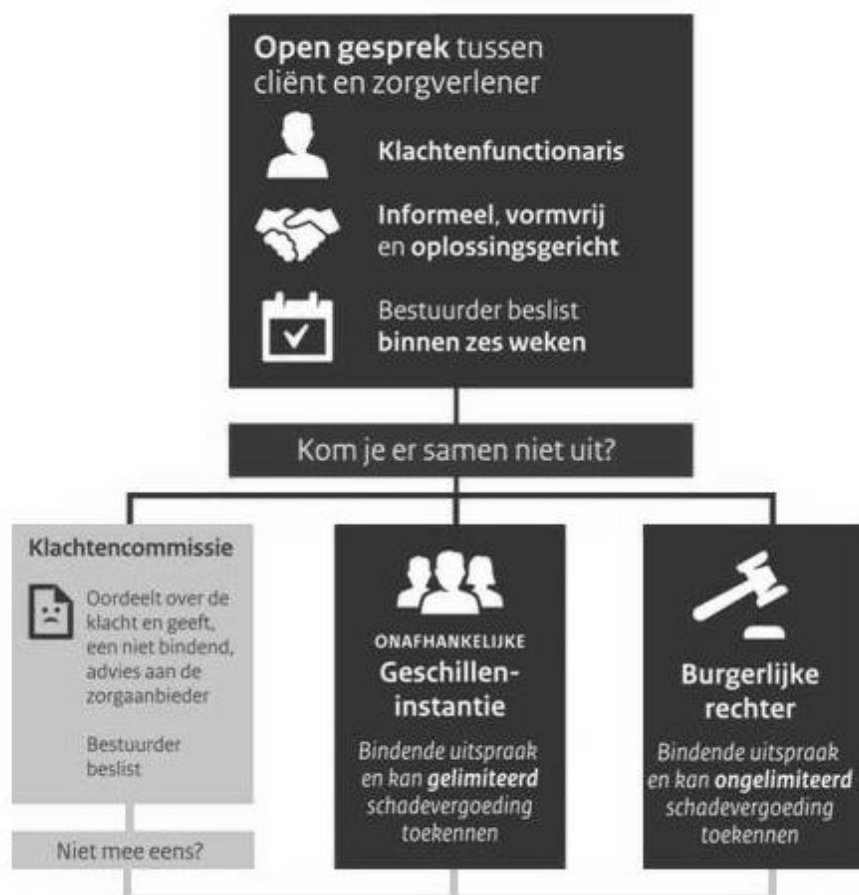 Open gesprek tussen
cliënt en zorgverlener
Klachtenfunctionaris
Informeel, vormvrij
en oplossingsgericht
Bestuurder beslist
binnen zes weken
Kom je er samen niet uit?
Klachtencommissie
Oordeelt over de
klacht en geeft,
een niet bindend,
advies aan de
zorgaanbieder
Bestuurder
beslist
Niet mee eens?
ONAFHANKELIJKE
Geschillen-
instantie
Bindende uitspraak
en kan gelimiteerd
schadevergoeding
toekennen
Burgerlijke
rechter
Bindende uitspraak
en kan ongelimiteerd
schadevergoeding
toekennen